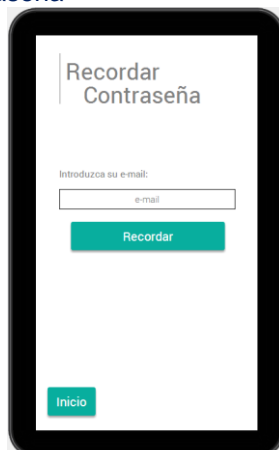 Recordar
Contraseña
Introduzca su e-mail:
e-mail
Recordar
Inicio